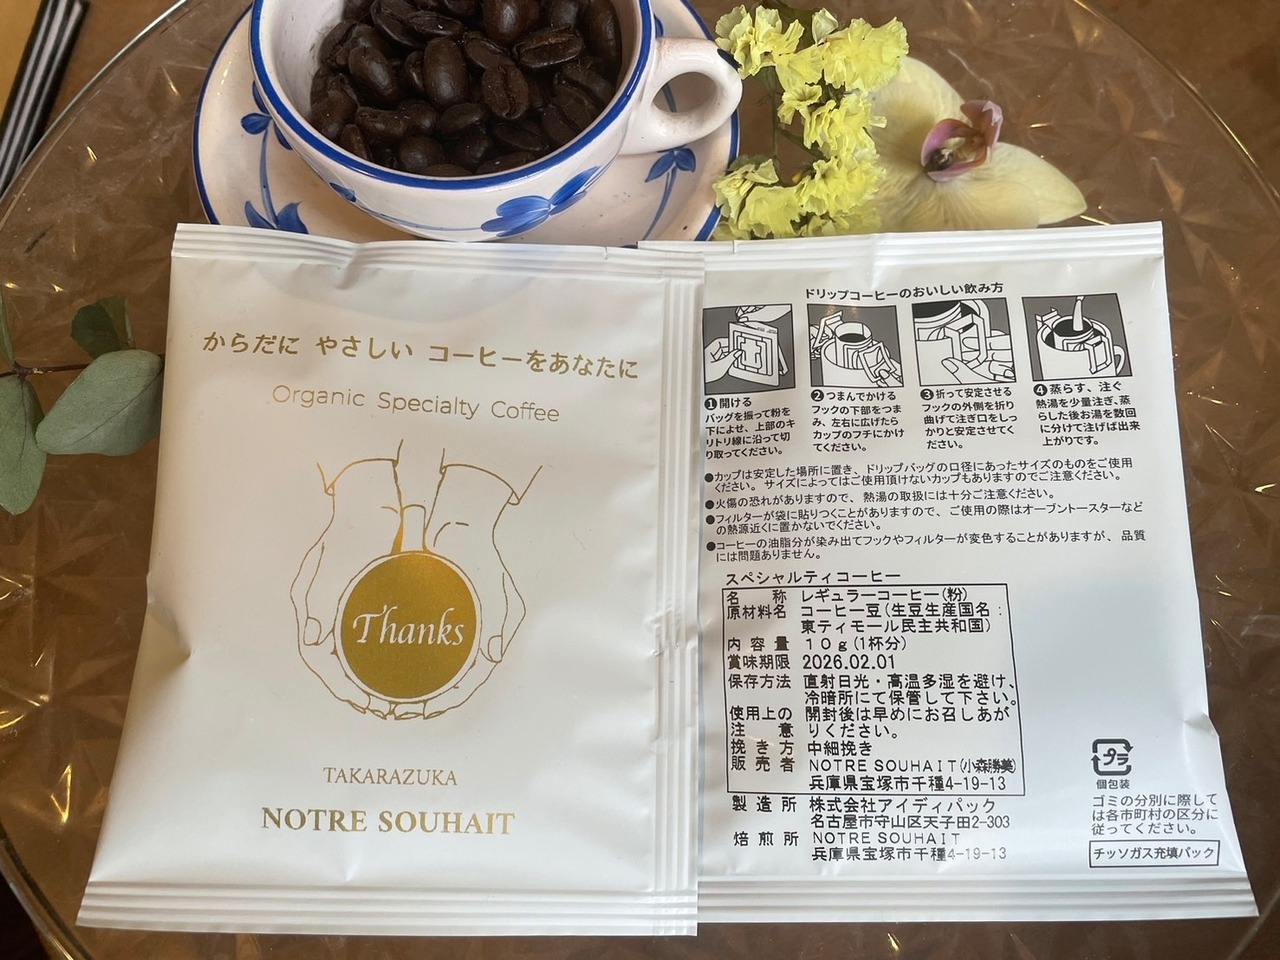 からだに やさしい コーヒーをあなたに
Organic Specialty Coffee
Thanks
TAKARAZUKA
NOTRE SOUHAIT
ドリップコーヒーのおいしい飲み方
❶開ける
バッグを振って粉を
下によせ、上部のキ
リトリ線に沿って切
り取ってください。
❷つまんでかける
フックの下部をつま
み、左右に広げたら
カップのフチにかけ
てください。
❸折って安定させる
フックの外側を折り
曲げて注ぎ口をしっ
かりと安定させてく
ださい。
❹蒸らす、注ぐ
熱湯を少量注ぎ、蒸
らした後お湯を数回
に分けて注げば出来
上がりです。
●カップは安定した場所に置き、ドリップバッグの口径にあったサイズのものをご使用
ください。サイズによってはご使用頂けないカップもありますのでご注意ください。
●火傷の恐れがありますので、熱湯の取扱には十分ご注意ください。
●フィルターが袋に貼りつくことがありますので、ご使用の際はオーブントースターなど
の熱源近くに置かないでください。
●コーヒーの油脂分が染み出てフックやフィルターが変色することがありますが、品質
には問題ありません。
スペシャルティコーヒー
名称 レギュラーコーヒー(粉)
原材料名 コーヒー豆(生豆生産国名:
東ティモール民主共和国)
内容量 10g(1杯分)
賞味期限 2026.02.01
保存方法 直射日光・高温多湿を避け、
冷暗所にて保管して下さい。
使用上の 開封後は早めにお召しあが
注意 りください。
挽き方 中細挽き
販売者 NOTRE SOUHAIT(小森勝美)
兵庫県宝塚市千種4-19-13
製造所 株式会社アイディパック
名古屋市守山区天子田2-303
焙煎所 NOTRE SOUHAIT
兵庫県宝塚市千種4-19-13
プラ
個包装
ゴミの分別に際して
は各市町村の区分に
従ってください。
チッソガス充填パック